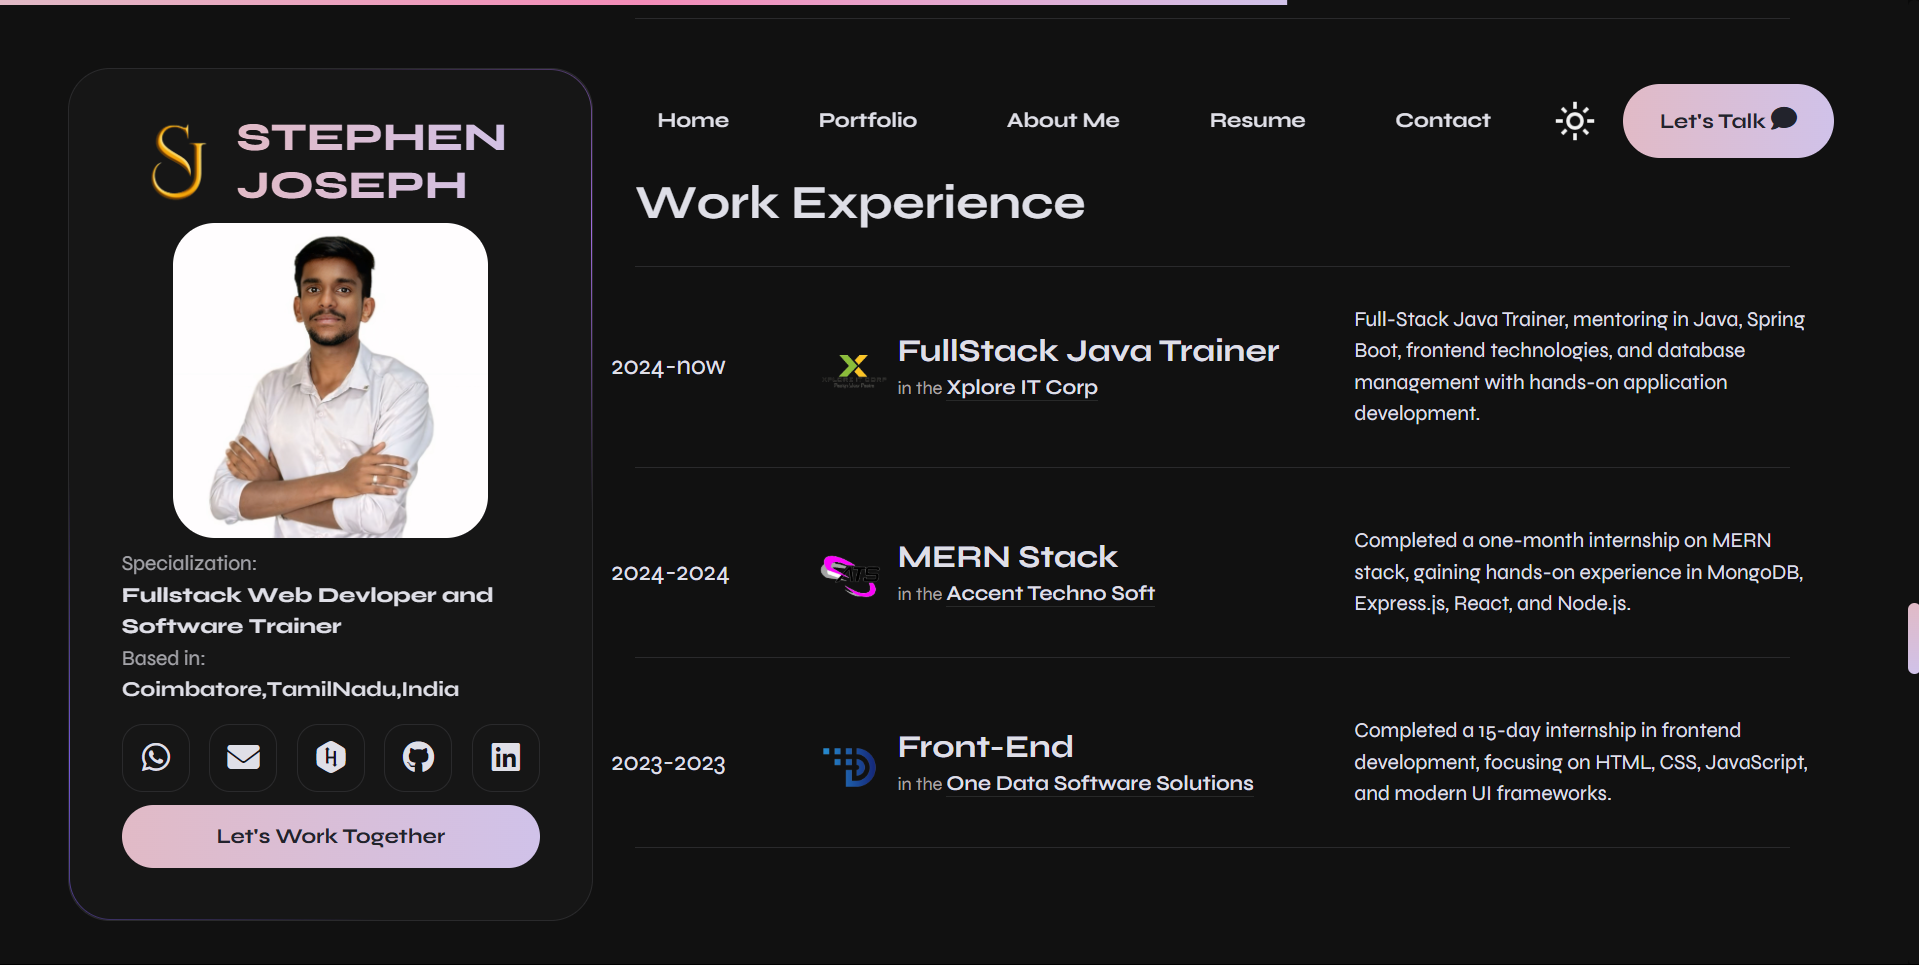 STEPHEN
JOSEPH
Specialization:
Fullstack Web Devloper and
Software Trainer
Based in:
Coimbatore,TamilNadu,India
Let's Work Together
Home Portfolio About Me Resume Contact Let's Talk
Work Experience
2024-now
FullStack Java Trainer
in the Xplore IT Corp
Full-Stack Java Trainer, mentoring in Java, Spring
Boot, frontend technologies, and database
management with hands-on application
development.
2024-2024
ATS
MERN Stack
in the Accent Techno Soft
Completed a one-month internship on MERN
stack, gaining hands-on experience in MongoDB,
Express.js, React, and Node.js.
2023-2023
Front-End
in the One Data Software Solutions
Completed a 15-day internship in frontend
development, focusing on HTML, CSS, JavaScript,
and modern UI frameworks.